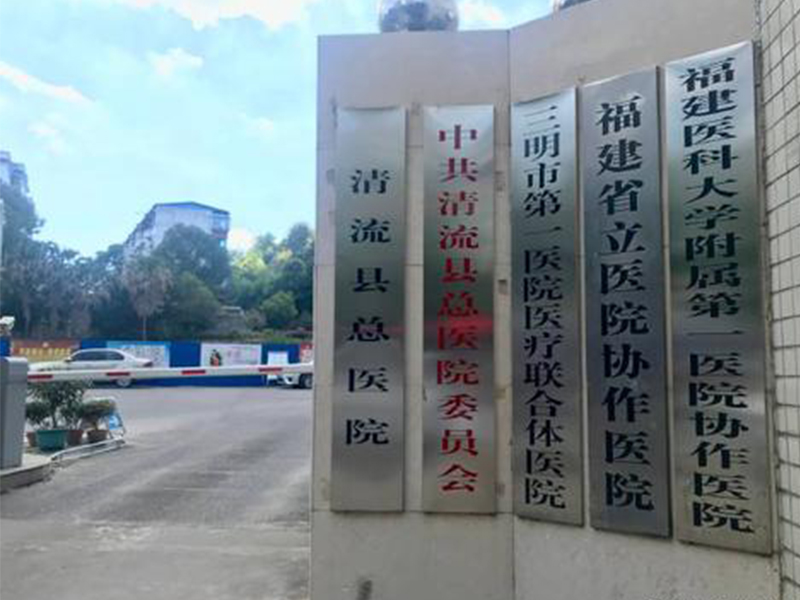 清流县总医院
中共清流县总医院委员会
三明市第一医院医疗联合体医院
福建省立医院协作医院
福建医科大学附属第一医院协作医院